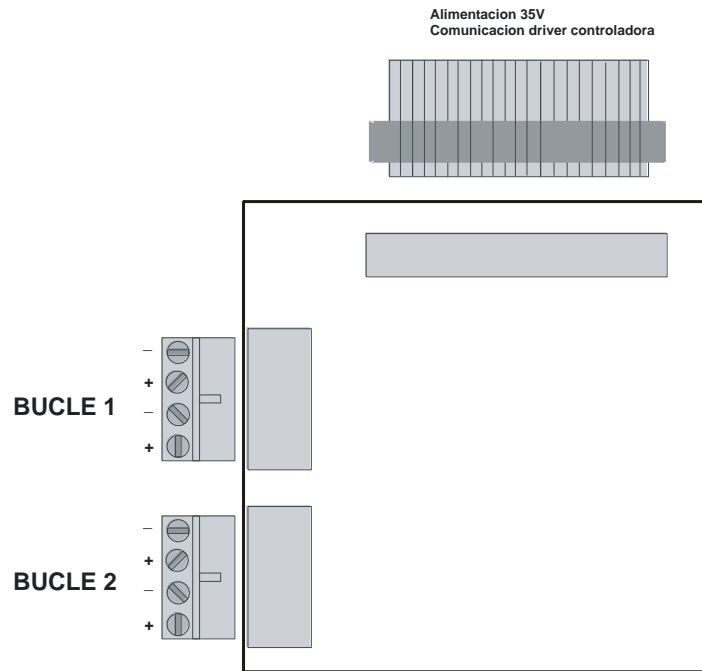 Alimentacion 35V
Comunicacion driver controladora
–
+
BUCLE 1
–
+
–
+
BUCLE 2
–
+